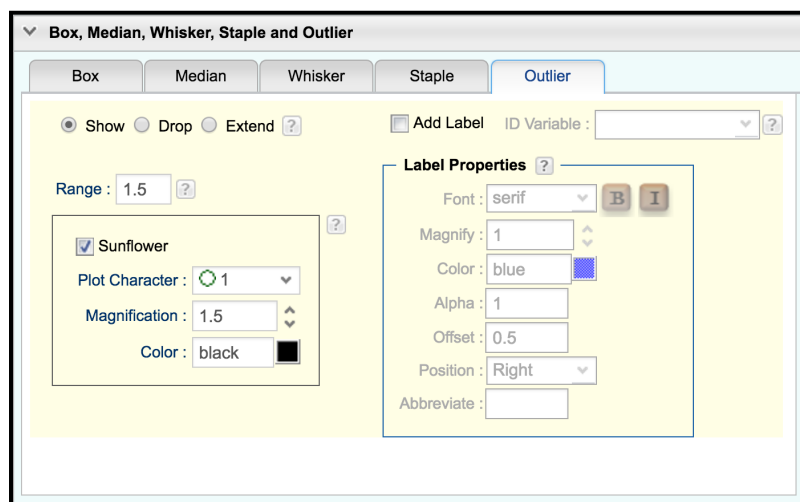 Box, Median, Whisker, Staple and Outlier
Box Median Whisker Staple Outlier
Show Drop Extend ? Add Label ID Variable : ?
Label Properties ?
Range : 1.5 ?
Font : serif B I
?
Magnify : 1
Sunflower
Color : blue
Plot Character : 1
Alpha : 1
Magnification : 1.5
Offset : 0.5
Color : black
Position : Right
Abbreviate :